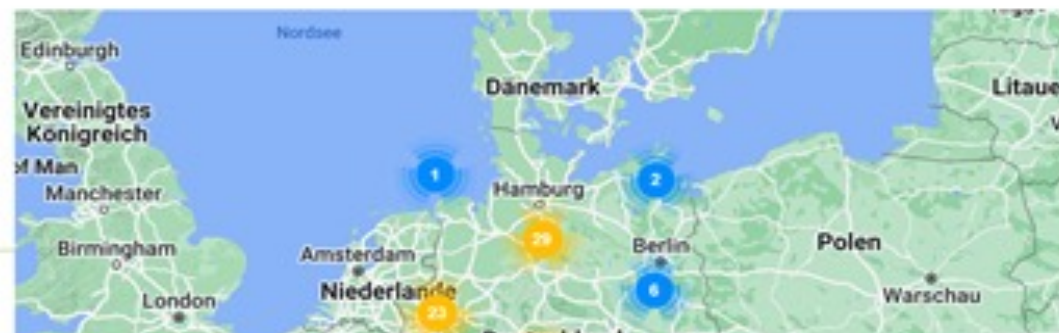 Nordsee
Edinburgh
Dänemark
Vereinigtes
Königreich
of Man
1
2
Manchester
Hamburg
29
Birmingham
Berlin
Polen
Amsterdam
Niederlande
6
London
Warschau
23